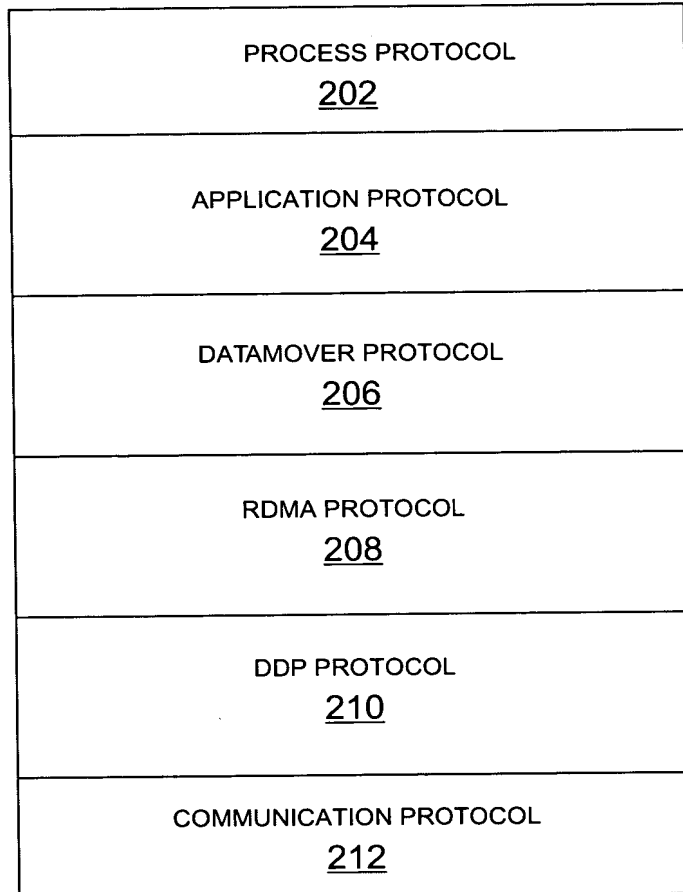 PROCESS PROTOCOL
202
APPLICATION PROTOCOL
204
DATAMOVER PROTOCOL
206
RDMA PROTOCOL
208
DDP PROTOCOL
210
COMMUNICATION PROTOCOL
212